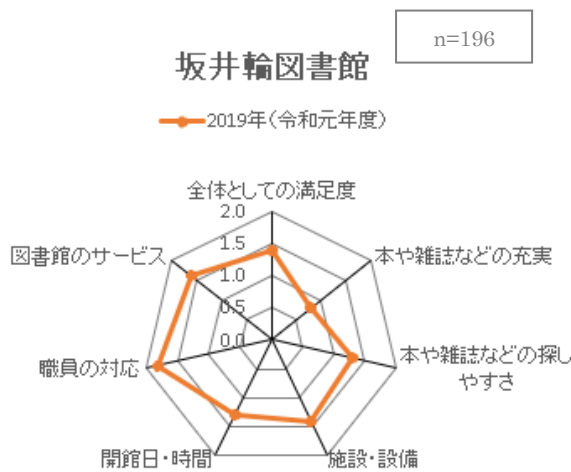 n=196
坂井輪図書館
2019年(令和元年度)
全体としての満足度
2.0
1.5
1.0
0.5
0.0
本や雑誌などの充実
本や雑誌などの探し
やすさ
施設・設備
開館日・時間
職員の対応
図書館のサービス